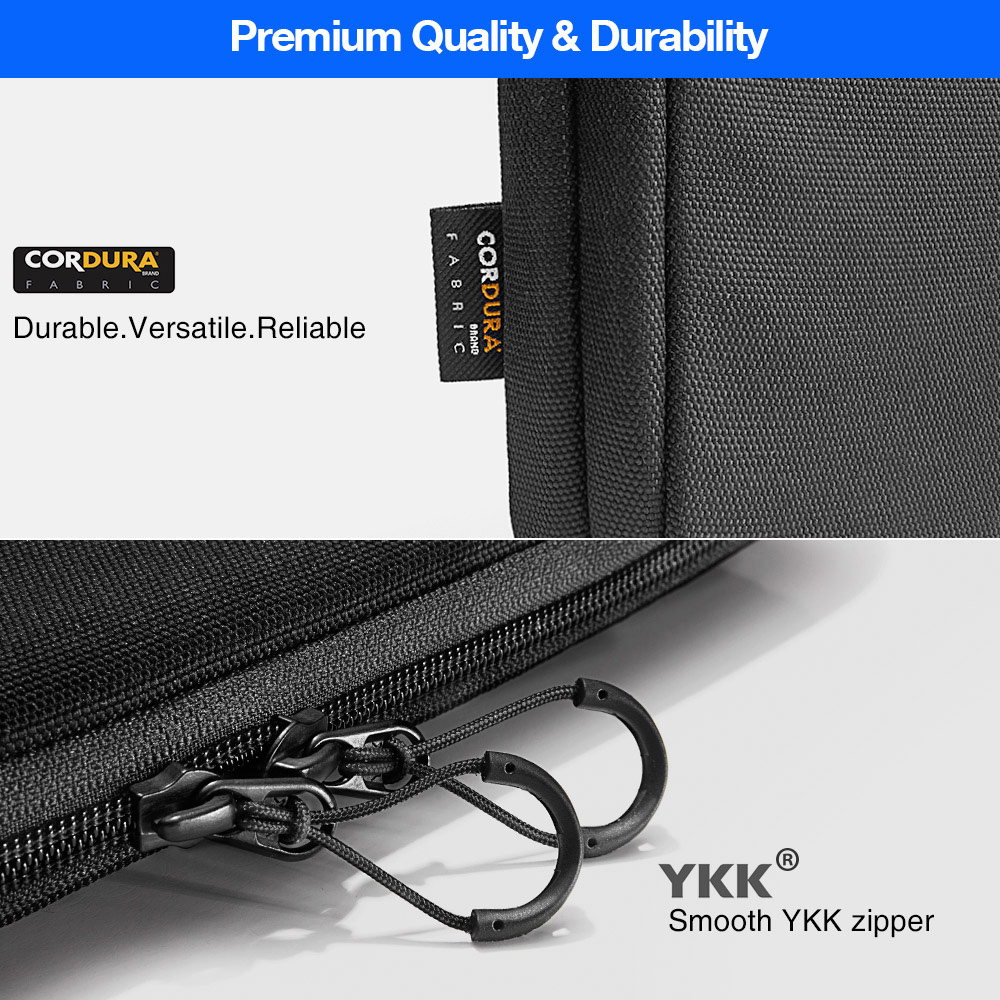 Premium Quality & Durability
CORDURA®
BRAND
FABRIC
Durable.Versatile.Reliable
CORDURA
BRAND
FABRIC
YKK®
Smooth YKK zipper